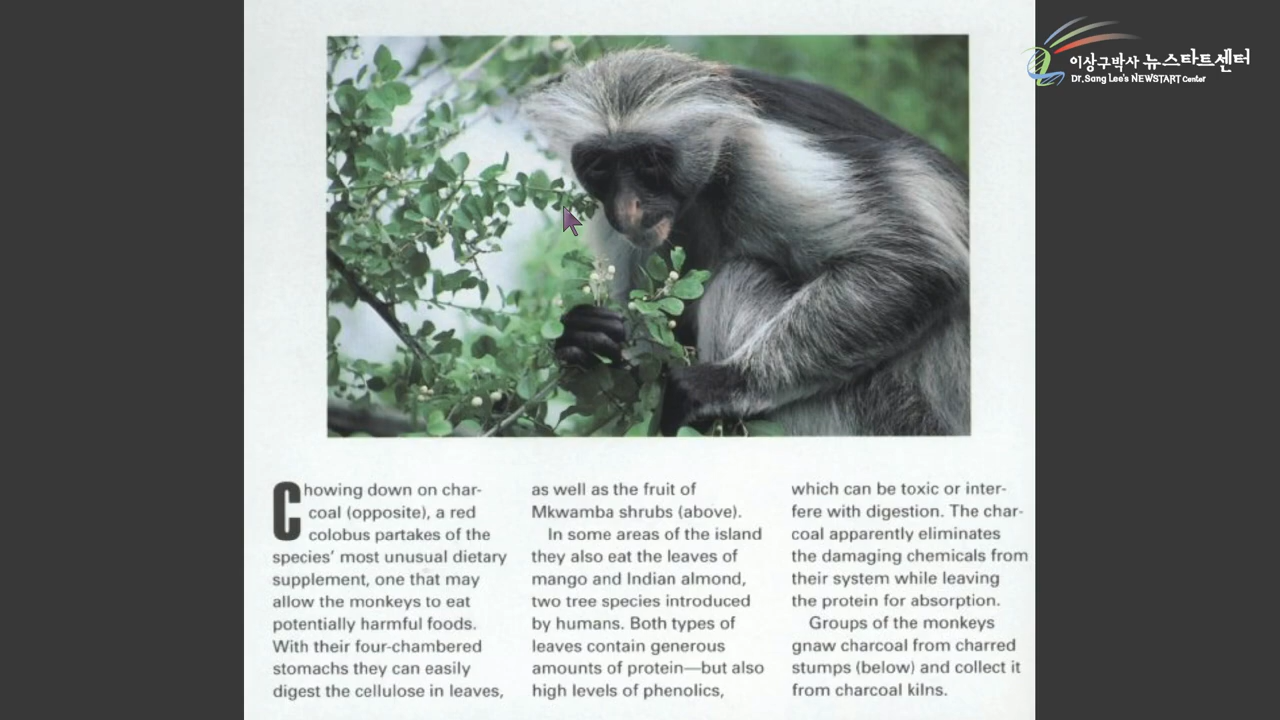 이상구박사 뉴스타트센터
Dr. Sang Lee's NEWSTART Center
Chowing down on char-
coal (opposite), a red
colobus partakes of the
species' most unusual dietary
supplement, one that may
allow the monkeys to eat
potentially harmful foods.
With their four-chambered
stomachs they can easily
digest the cellulose in leaves,
as well as the fruit of
Mkwamba shrubs (above).
In some areas of the island
they also eat the leaves of
mango and Indian almond,
two tree species introduced
by humans. Both types of
leaves contain generous
amounts of protein—but also
high levels of phenolics,
which can be toxic or inter-
fere with digestion. The char-
coal apparently eliminates
the damaging chemicals from
their system while leaving
the protein for absorption.
Groups of the monkeys
gnaw charcoal from charred
stumps (below) and collect it
from charcoal kilns.